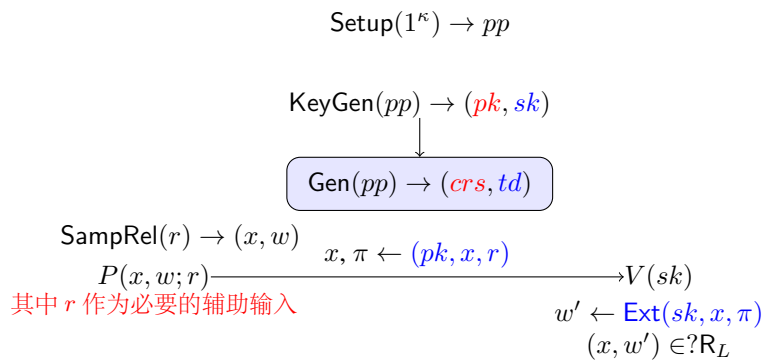 Setup(1^κ) → pp
KeyGen(pp) → (pk, sk)
Gen(pp) → (crs, td)
SampRel(r) → (x, w)
x, π ← (pk, x, r)
P(x, w; r)
V(sk)
其中 r 作为必要的辅助输入
w′ ← Ext(sk, x, π)
(x, w′) ∈?R_L